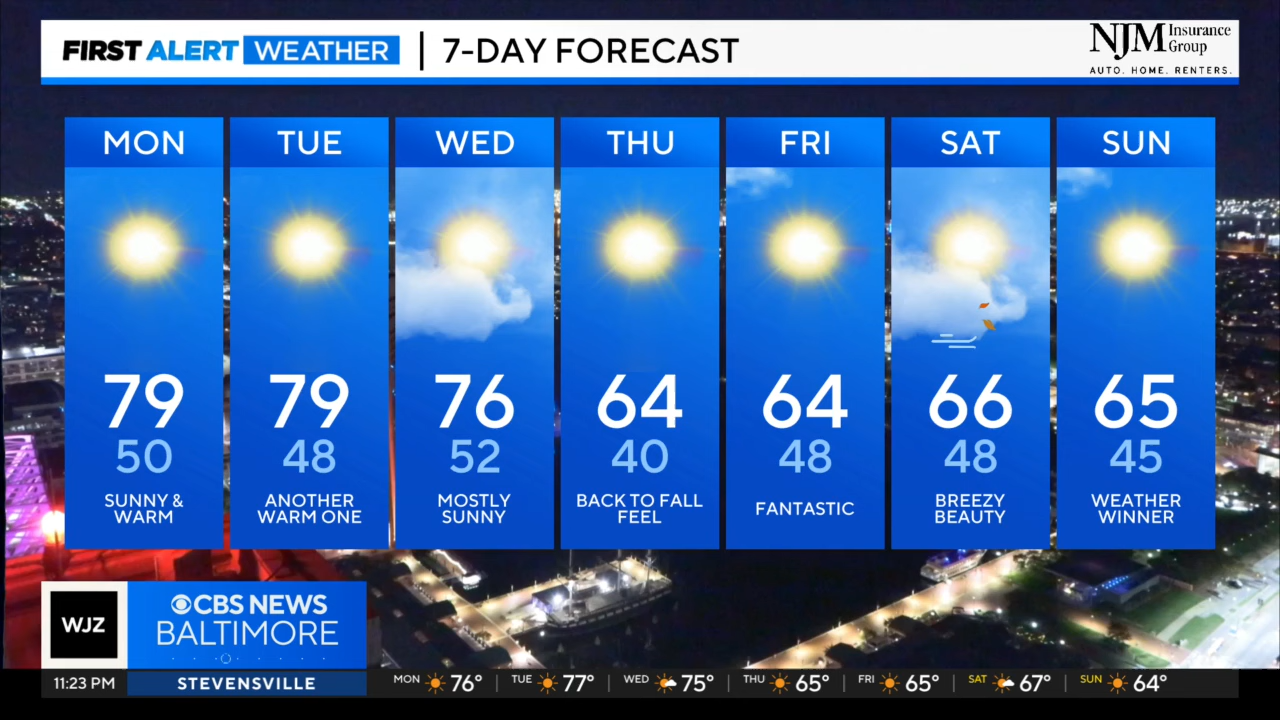 FIRST ALERT WEATHER | 7-DAY FORECAST
NJM Insurance Group
AUTO. HOME. RENTERS.
MON TUE WED THU FRI SAT SUN
79 79 76 64 64 66 65
50 48 52 40 48 48 45
SUNNY & WARM
ANOTHER WARM ONE
MOSTLY SUNNY
BACK TO FALL FEEL
FANTASTIC
BREEZY BEAUTY
WEATHER WINNER
WJZ
CBS NEWS
BALTIMORE
11:23 PM STEVENSVILLE MON 76° | TUE 77° | WED 75° | THU 65° | FRI 65° | SAT 67° | SUN 64°